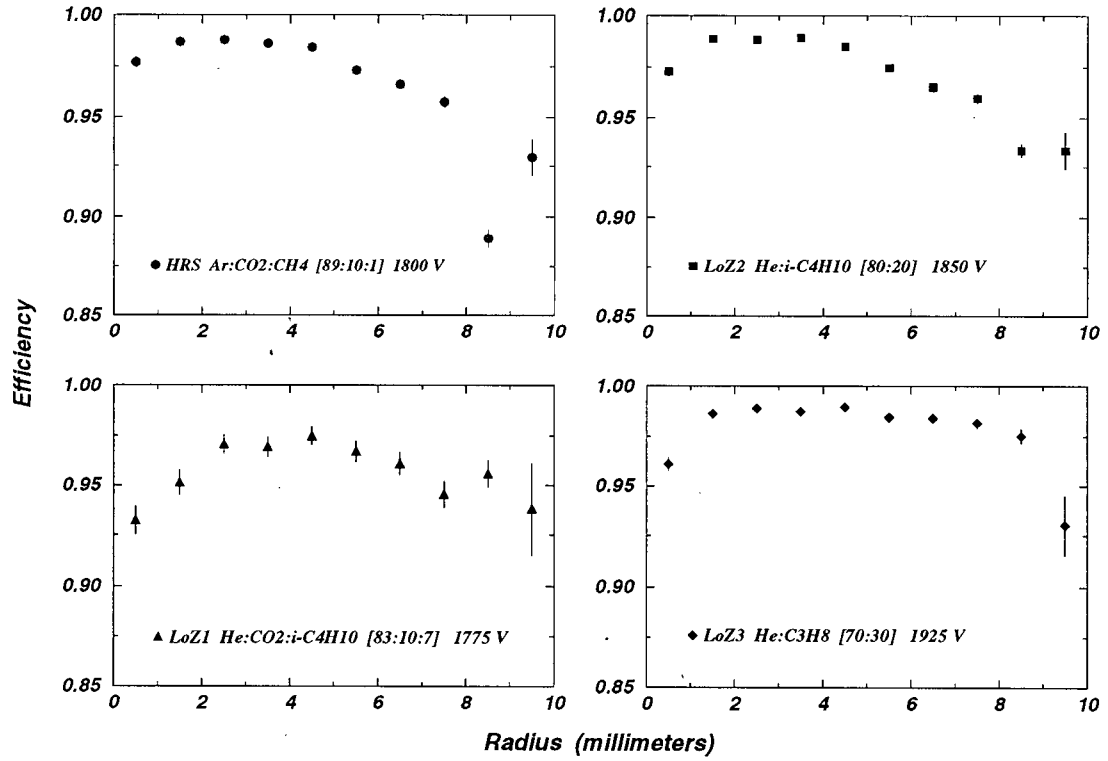 1.00
0.95
0.90
0.85
HRS Ar:CO2:CH4 [89:10:1] 1800 V
0 2 4 6 8 10
1.00
0.95
0.90
0.85
LoZ2 He:i-C4H10 [80:20] 1850 V
0 2 4 6 8 10
Efficiency
1.00
0.95
0.90
0.85
LoZ1 He:CO2:i-C4H10 [83:10:7] 1775 V
0 2 4 6 8 10
1.00
0.95
0.90
0.85
LoZ3 He:C3H8 [70:30] 1925 V
0 2 4 6 8 10
Radius (millimeters)